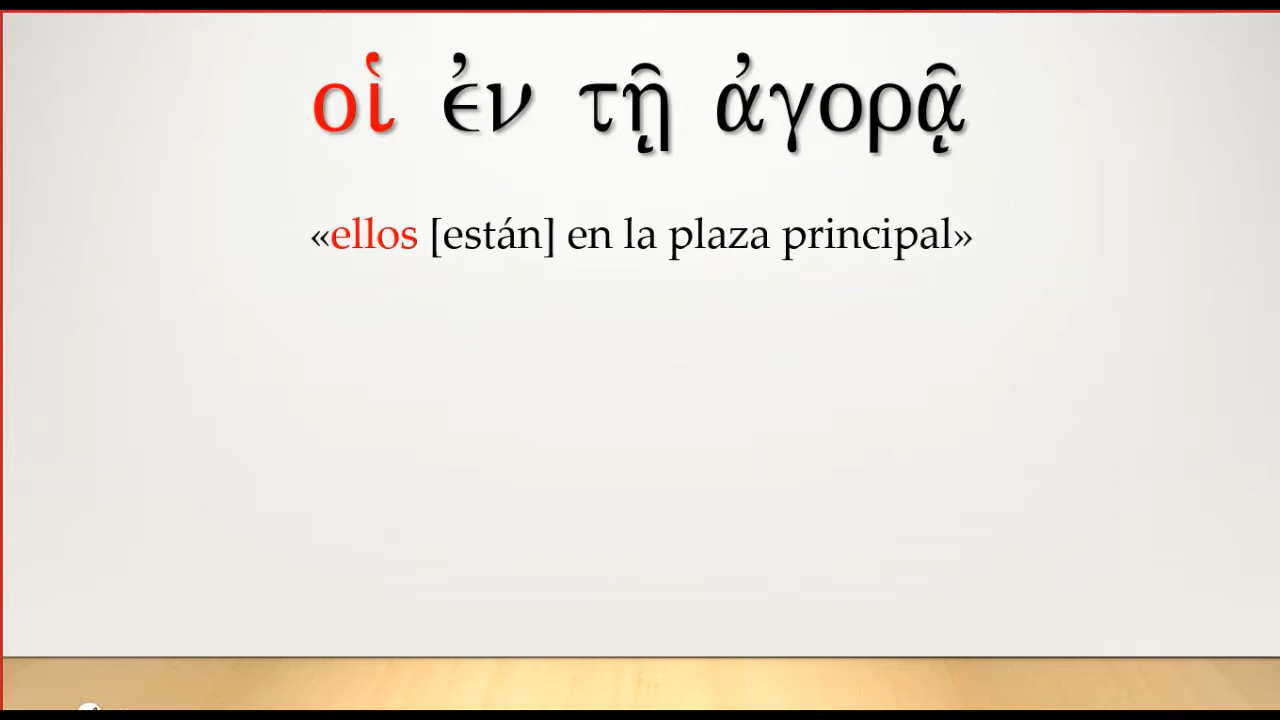 οἱ ἐν τῇ ἀγορᾷ
«ellos [están] en la plaza principal»